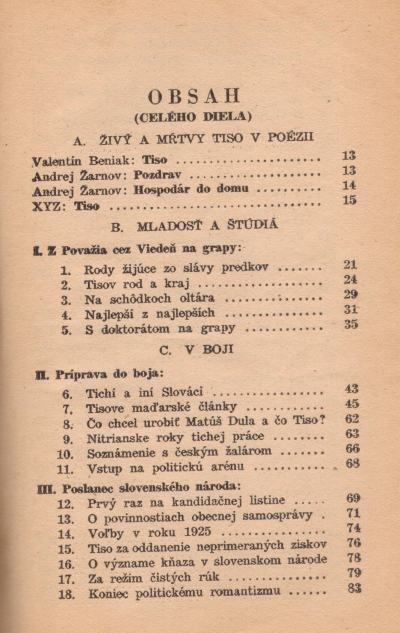 OBSAH
(CELÉHO DIELA)
A. ŽIVÝ A MŔTVY TISO V POÉZII
Valentín Beniak: Tiso ..................... 13
Andrej Žarnov: Pozdrav .................. 13
Andrej Žarnov: Hospodár do domu ....... 14
XYZ: Tiso ................................ 15
B. MLADOSŤ A ŠTÚDIÁ
I. Z Považia cez Viedeň na grapy:
1. Rody žijúce zo slávy predkov ....... 21
2. Tisov rod a kraj .................. 24
3. Na schôdkoch oltára .............. 29
4. Najlepší z najlepších .............. 31
5. S doktorátom na grapy ............ 35
C. V BOJI
II. Príprava do boja:
6. Tichí a iní Slováci ................ 43
7. Tisove maďarské články ............ 45
8. Čo chcel urobiť Matúš Dula a čo Tiso? 62
9. Nitrianske roky tichej práce ........ 63
10. Soznámenie s českým žalárom ...... 66
11. Vstup na politickú arénu .......... 68
III. Poslanec slovenského národa:
12. Prvý raz na kandidačnej listine ..... 69
13. O povinnostiach obecnej samosprávy . 71
14. Voľby v roku 1925 ................ 74
15. Tiso za oddanenie neprimeraných ziskov 76
16. O význame kňaza v slovenskom národe 78
17. Za režim čistých rúk .............. 79
18. Koniec politickému romantizmu ...... 83